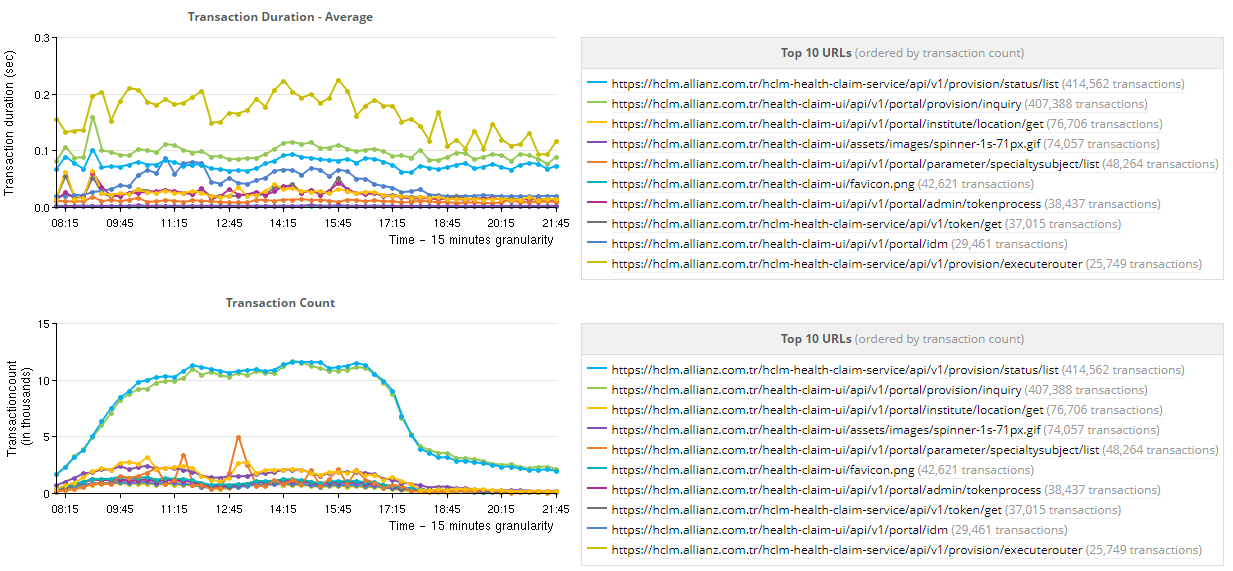 Transaction Duration - Average
Transaction duration (sec)
0.3
0.2
0.1
0.0
08:15 09:45 11:15 12:45 14:15 15:45 17:15 18:45 20:15 21:45
Time - 15 minutes granularity
Top 10 URLs (ordered by transaction count)
https://hclm.allianz.com.tr/hclm-health-claim-service/api/v1/provision/status/list (414,562 transactions)
https://hclm.allianz.com.tr/health-claim-ui/api/v1/portal/provision/inquiry (407,388 transactions)
https://hclm.allianz.com.tr/health-claim-ui/api/v1/portal/institute/location/get (76,706 transactions)
https://hclm.allianz.com.tr/health-claim-ui/assets/images/spinner-1s-71px.gif (74,057 transactions)
https://hclm.allianz.com.tr/health-claim-ui/api/v1/portal/parameter/specialtysubject/list (48,264 transactions)
https://hclm.allianz.com.tr/health-claim-ui/favicon.png (42,621 transactions)
https://hclm.allianz.com.tr/health-claim-ui/api/v1/portal/admin/tokenprocess (38,437 transactions)
https://hclm.allianz.com.tr/hclm-health-claim-service/api/v1/token/get (37,015 transactions)
https://hclm.allianz.com.tr/health-claim-ui/api/v1/portal/idm (29,461 transactions)
https://hclm.allianz.com.tr/hclm-health-claim-service/api/v1/provision/executerouter (25,749 transactions)
Transaction Count
Transactioncount
(in thousands)
15
10
5
0
08:15 09:45 11:15 12:45 14:15 15:45 17:15 18:45 20:15 21:45
Time - 15 minutes granularity
Top 10 URLs (ordered by transaction count)
https://hclm.allianz.com.tr/hclm-health-claim-service/api/v1/provision/status/list (414,562 transactions)
https://hclm.allianz.com.tr/health-claim-ui/api/v1/portal/provision/inquiry (407,388 transactions)
https://hclm.allianz.com.tr/health-claim-ui/api/v1/portal/institute/location/get (76,706 transactions)
https://hclm.allianz.com.tr/health-claim-ui/assets/images/spinner-1s-71px.gif (74,057 transactions)
https://hclm.allianz.com.tr/health-claim-ui/api/v1/portal/parameter/specialtysubject/list (48,264 transactions)
https://hclm.allianz.com.tr/health-claim-ui/favicon.png (42,621 transactions)
https://hclm.allianz.com.tr/health-claim-ui/api/v1/portal/admin/tokenprocess (38,437 transactions)
https://hclm.allianz.com.tr/hclm-health-claim-service/api/v1/token/get (37,015 transactions)
https://hclm.allianz.com.tr/health-claim-ui/api/v1/portal/idm (29,461 transactions)
https://hclm.allianz.com.tr/hclm-health-claim-service/api/v1/provision/executerouter (25,749 transactions)